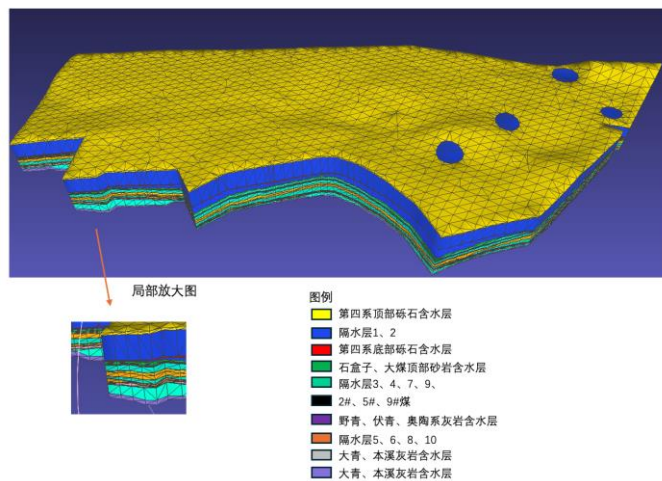 局部放大图
图例
第四系顶部砾石含水层
隔水层1、2
第四系底部砾石含水层
石盒子、大煤顶部砂岩含水层
隔水层3、4、7、9、
2#、5#、9#煤
野青、伏青、奥陶系灰岩含水层
隔水层5、6、8、10
大青、本溪灰岩含水层
大青、本溪灰岩含水层